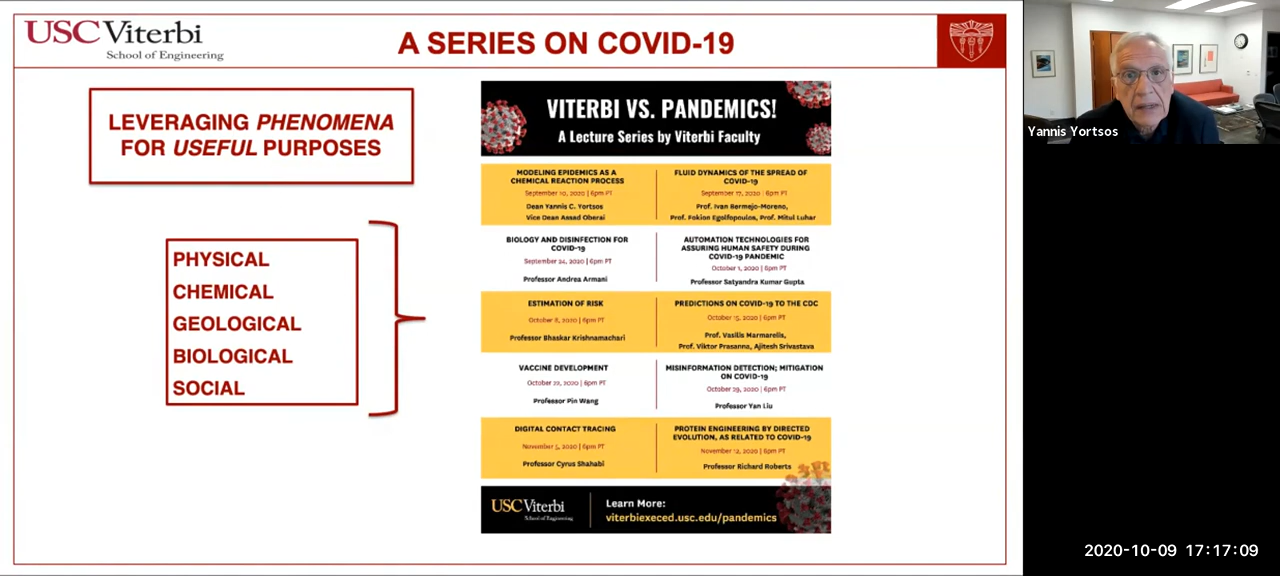 USC Viterbi
School of Engineering
A SERIES ON COVID-19
LEVERAGING PHENOMENA
FOR USEFUL PURPOSES
PHYSICAL
CHEMICAL
GEOLOGICAL
BIOLOGICAL
SOCIAL
VITERBI VS. PANDEMICS!
A Lecture Series by Viterbi Faculty
MODELING EPIDEMICS AS A
CHEMICAL REACTION PROCESS
September 10, 2020 | 6pm PT
Dean Yannis C. Yortsos
Vice Dean Assad Oberai
FLUID DYNAMICS OF THE SPREAD OF
COVID-19
September 17, 2020 | 6pm PT
Prof. Ivan Bermejo-Moreno,
Prof. Fokion Egolfopoulos, Prof. Mitul Luhar
BIOLOGY AND DISINFECTION FOR
COVID-19
September 24, 2020 | 6pm PT
Professor Andrea Armani
AUTOMATION TECHNOLOGIES FOR
ASSURING HUMAN SAFETY DURING
COVID-19 PANDEMIC
October 1, 2020 | 6pm PT
Professor Satyandra Kumar Gupta
ESTIMATION OF RISK
October 8, 2020 | 6pm PT
Professor Bhaskar Krishnamachari
PREDICTIONS ON COVID-19 TO THE CDC
October 15, 2020 | 6pm PT
Prof. Vasilis Marmarelis,
Prof. Viktor Prasanna, Ajitesh Srivastava
VACCINE DEVELOPMENT
October 22, 2020 | 6pm PT
Professor Pin Wang
MISINFORMATION DETECTION; MITIGATION
ON COVID-19
October 29, 2020 | 6pm PT
Professor Yan Liu
DIGITAL CONTACT TRACING
November 5, 2020 | 6pm PT
Professor Cyrus Shahabi
PROTEIN ENGINEERING BY DIRECTED
EVOLUTION, AS RELATED TO COVID-19
November 12, 2020 | 6pm PT
Professor Richard Roberts
USC Viterbi
School of Engineering
Learn More:
viterbiexeced.usc.edu/pandemics
Yannis Yortsos
2020-10-09 17:17:09